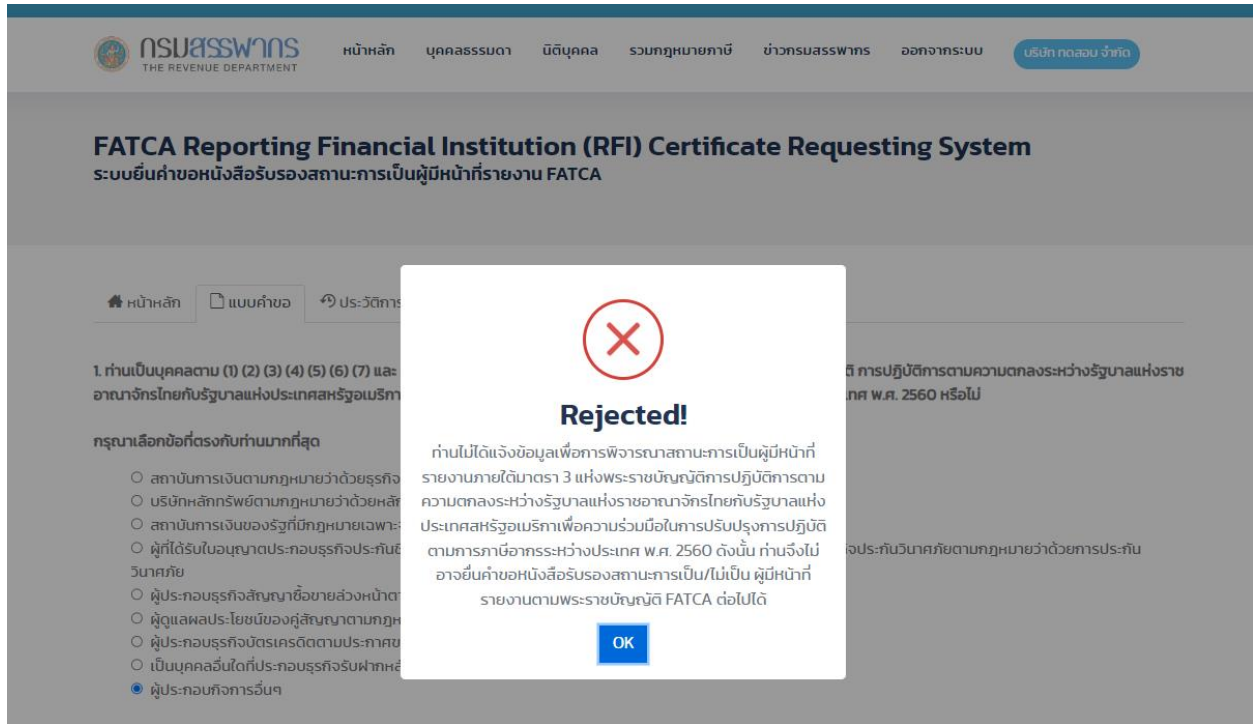 กรมสรรพากร
THE REVENUE DEPARTMENT
หน้าหลัก บุคคลธรรมดา นิติบุคคล รวมกฎหมายภาษี ข่าวกรมสรรพากร ออกจากระบบ บริษัท ทดสอบ จำกัด
FATCA Reporting Financial Institution (RFI) Certificate Requesting System
ระบบยื่นคำขอหนังสือรับรองสถานะการเป็นผู้มีหน้าที่รายงาน FATCA
หน้าหลัก แบบคำขอ ประวัติการ
1. ท่านเป็นบุคคลตาม (1) (2) (3) (4) (5) (6) (7) และ ติ การปฏิบัติการตามความตกลงระหว่างรัฐบาลแห่งราช
อาณาจักรไทยกับรัฐบาลแห่งประเทศสหรัฐอเมริกา ทศ พ.ศ. 2560 หรือไม่
กรุณาเลือกข้อที่ตรงกับท่านมากที่สุด
สถาบันการเงินตามกฎหมายว่าด้วยธุรกิจ
บริษัทหลักทรัพย์ตามกฎหมายว่าด้วยหลัก
สถาบันการเงินของรัฐที่มีกฎหมายเฉพาะ
ผู้ที่ได้รับใบอนุญาตประกอบธุรกิจประกัน กิจประกันวินาศภัยตามกฎหมายว่าด้วยการประกัน
วินาศภัย
ผู้ประกอบธุรกิจสัญญาซื้อขายล่วงหน้าตา
ผู้ดูแลผลประโยชน์ของคู่สัญญาตามกฎห
ผู้ประกอบธุรกิจบัตรเครดิตตามประกาศข
เป็นบุคคลอื่นใดที่ประกอบธุรกิจรับฝากห
ผู้ประกอบกิจการอื่นๆ
Rejected!
ท่านไม่ได้แจ้งข้อมูลเพื่อการพิจารณาสถานะการเป็นผู้มีหน้าที่
รายงานภายใต้มาตรา 3 แห่งพระราชบัญญัติการปฏิบัติการตาม
ความตกลงระหว่างรัฐบาลแห่งราชอาณาจักรไทยกับรัฐบาลแห่ง
ประเทศสหรัฐอเมริกาเพื่อความร่วมมือในการปรับปรุงการปฏิบัติ
ตามการภาษีอากรระหว่างประเทศ พ.ศ. 2560 ดังนั้น ท่านจึงไม่
อาจยื่นคำขอหนังสือรับรองสถานะการเป็น/ไม่เป็น ผู้มีหน้าที่
รายงานตามพระราชบัญญัติ FATCA ต่อไปได้
OK